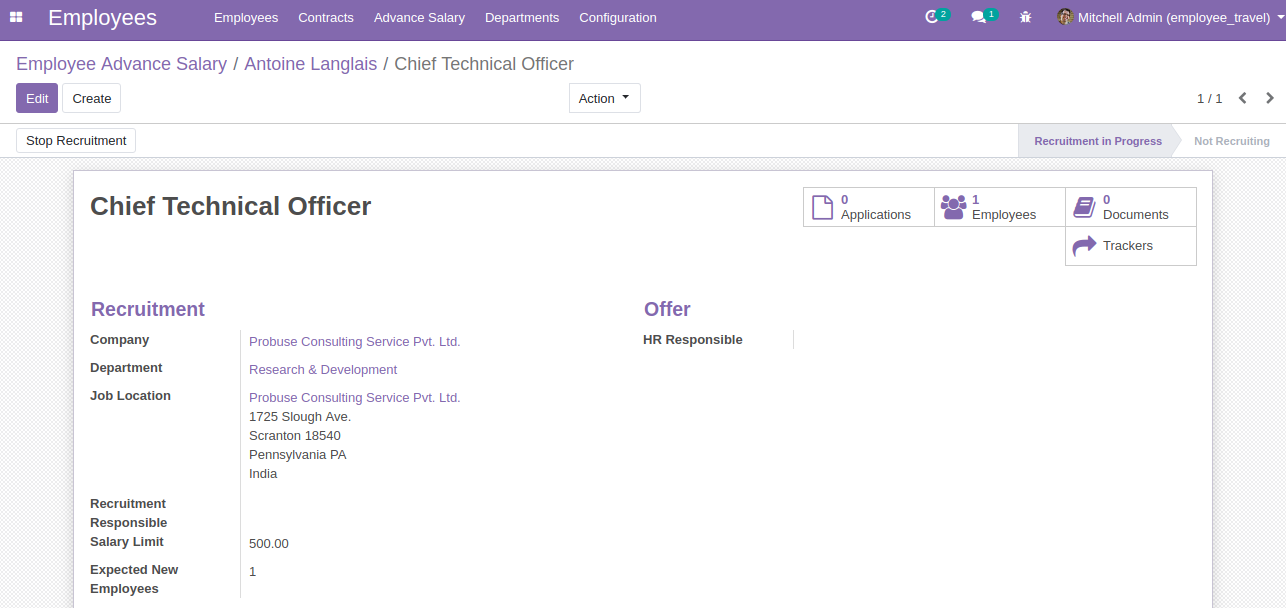 Employees Employees Contracts Advance Salary Departments Configuration 2 1 Mitchell Admin (employee_travel)
Employee Advance Salary / Antoine Langlais / Chief Technical Officer
Edit Create Action 1 / 1
Stop Recruitment Recruitment in Progress Not Recruiting
Chief Technical Officer
0 Applications
1 Employees
0 Documents
Trackers
Recruitment
Company Probuse Consulting Service Pvt. Ltd.
Department Research & Development
Job Location Probuse Consulting Service Pvt. Ltd.
1725 Slough Ave.
Scranton 18540
Pennsylvania PA
India
Recruitment
Responsible
Salary Limit 500.00
Expected New 1
Employees
Offer
HR Responsible